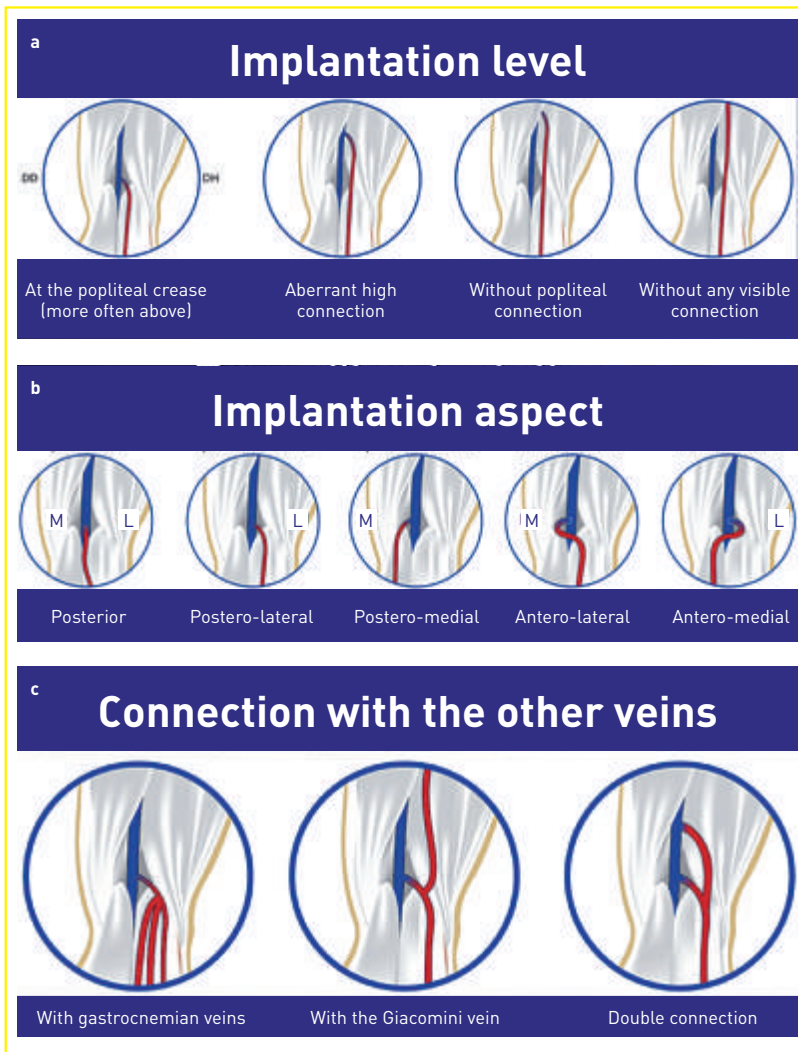 a
Implantation level
DD
DH
At the popliteal crease
(more often above)
Aberrant high
connection
Without popliteal
connection
Without any visible
connection
b
Implantation aspect
M
L
L
M
M
L
Posterior
Postero-lateral
Postero-medial
Antero-lateral
Antero-medial
c
Connection with the other veins
With gastrocnemian veins
With the Giacomini vein
Double connection